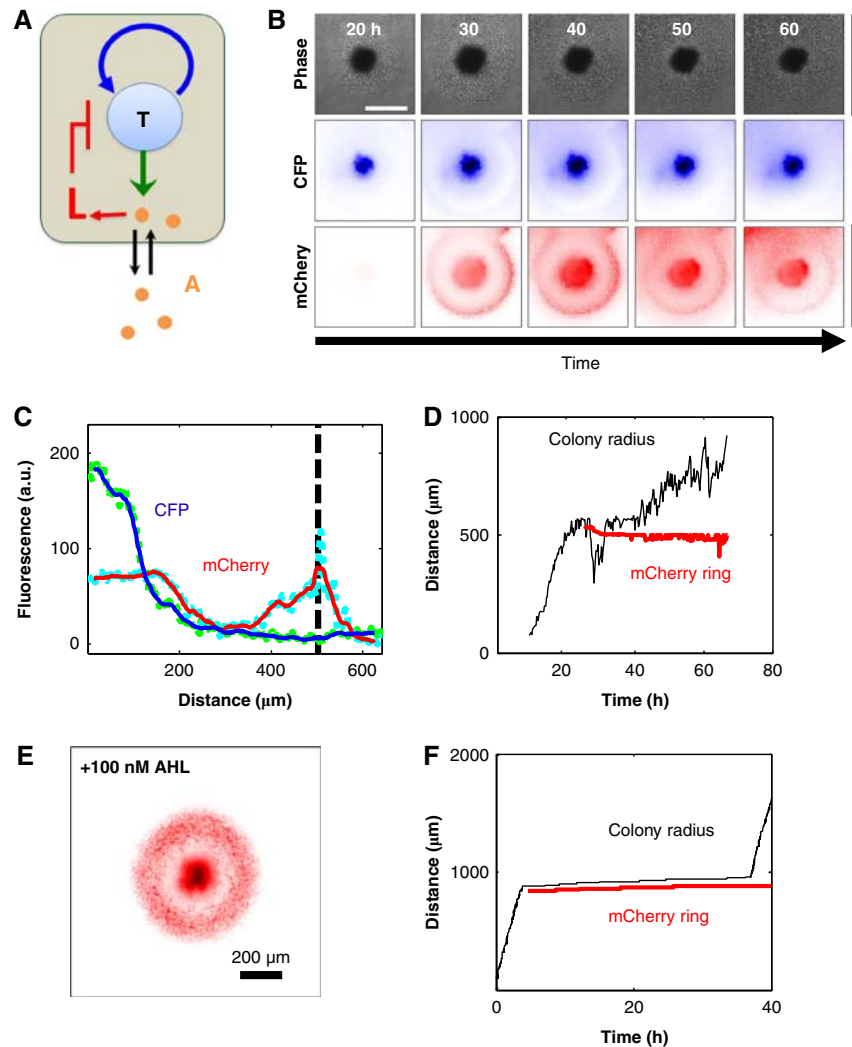 A
T
A
B
20 h
30
40
50
60
Phase
CFP
mChery
Time
C
200
100
0
Fluorescence (a.u.)
CFP
mCherry
200
400
600
Distance (μm)
D
1000
500
0
Distance (μm)
Colony radius
mCherry ring
20
40
60
80
Time (h)
E
+100 nM AHL
200 μm
F
2000
1000
Distance (μm)
Colony radius
mCherry ring
0
20
40
Time (h)